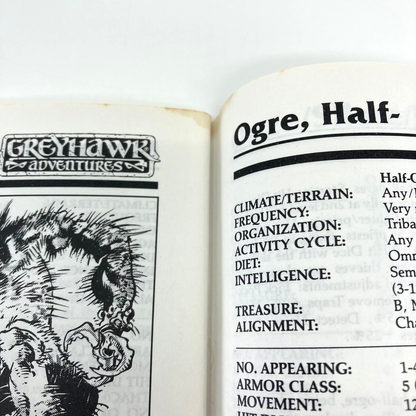 GREYHAWK
ADVENTURES
Ogre, Half-
Half-O
CLIMATE/TERRAIN: Any/
FREQUENCY: Very
ORGANIZATION: Triba
ACTIVITY CYCLE: Any
DIET: Omn
INTELLIGENCE: Sem
(3-1
TREASURE: B,
ALIGNMENT: Cha
NO. APPEARING: 1-4
ARMOR CLASS: 5
MOVEMENT: 12